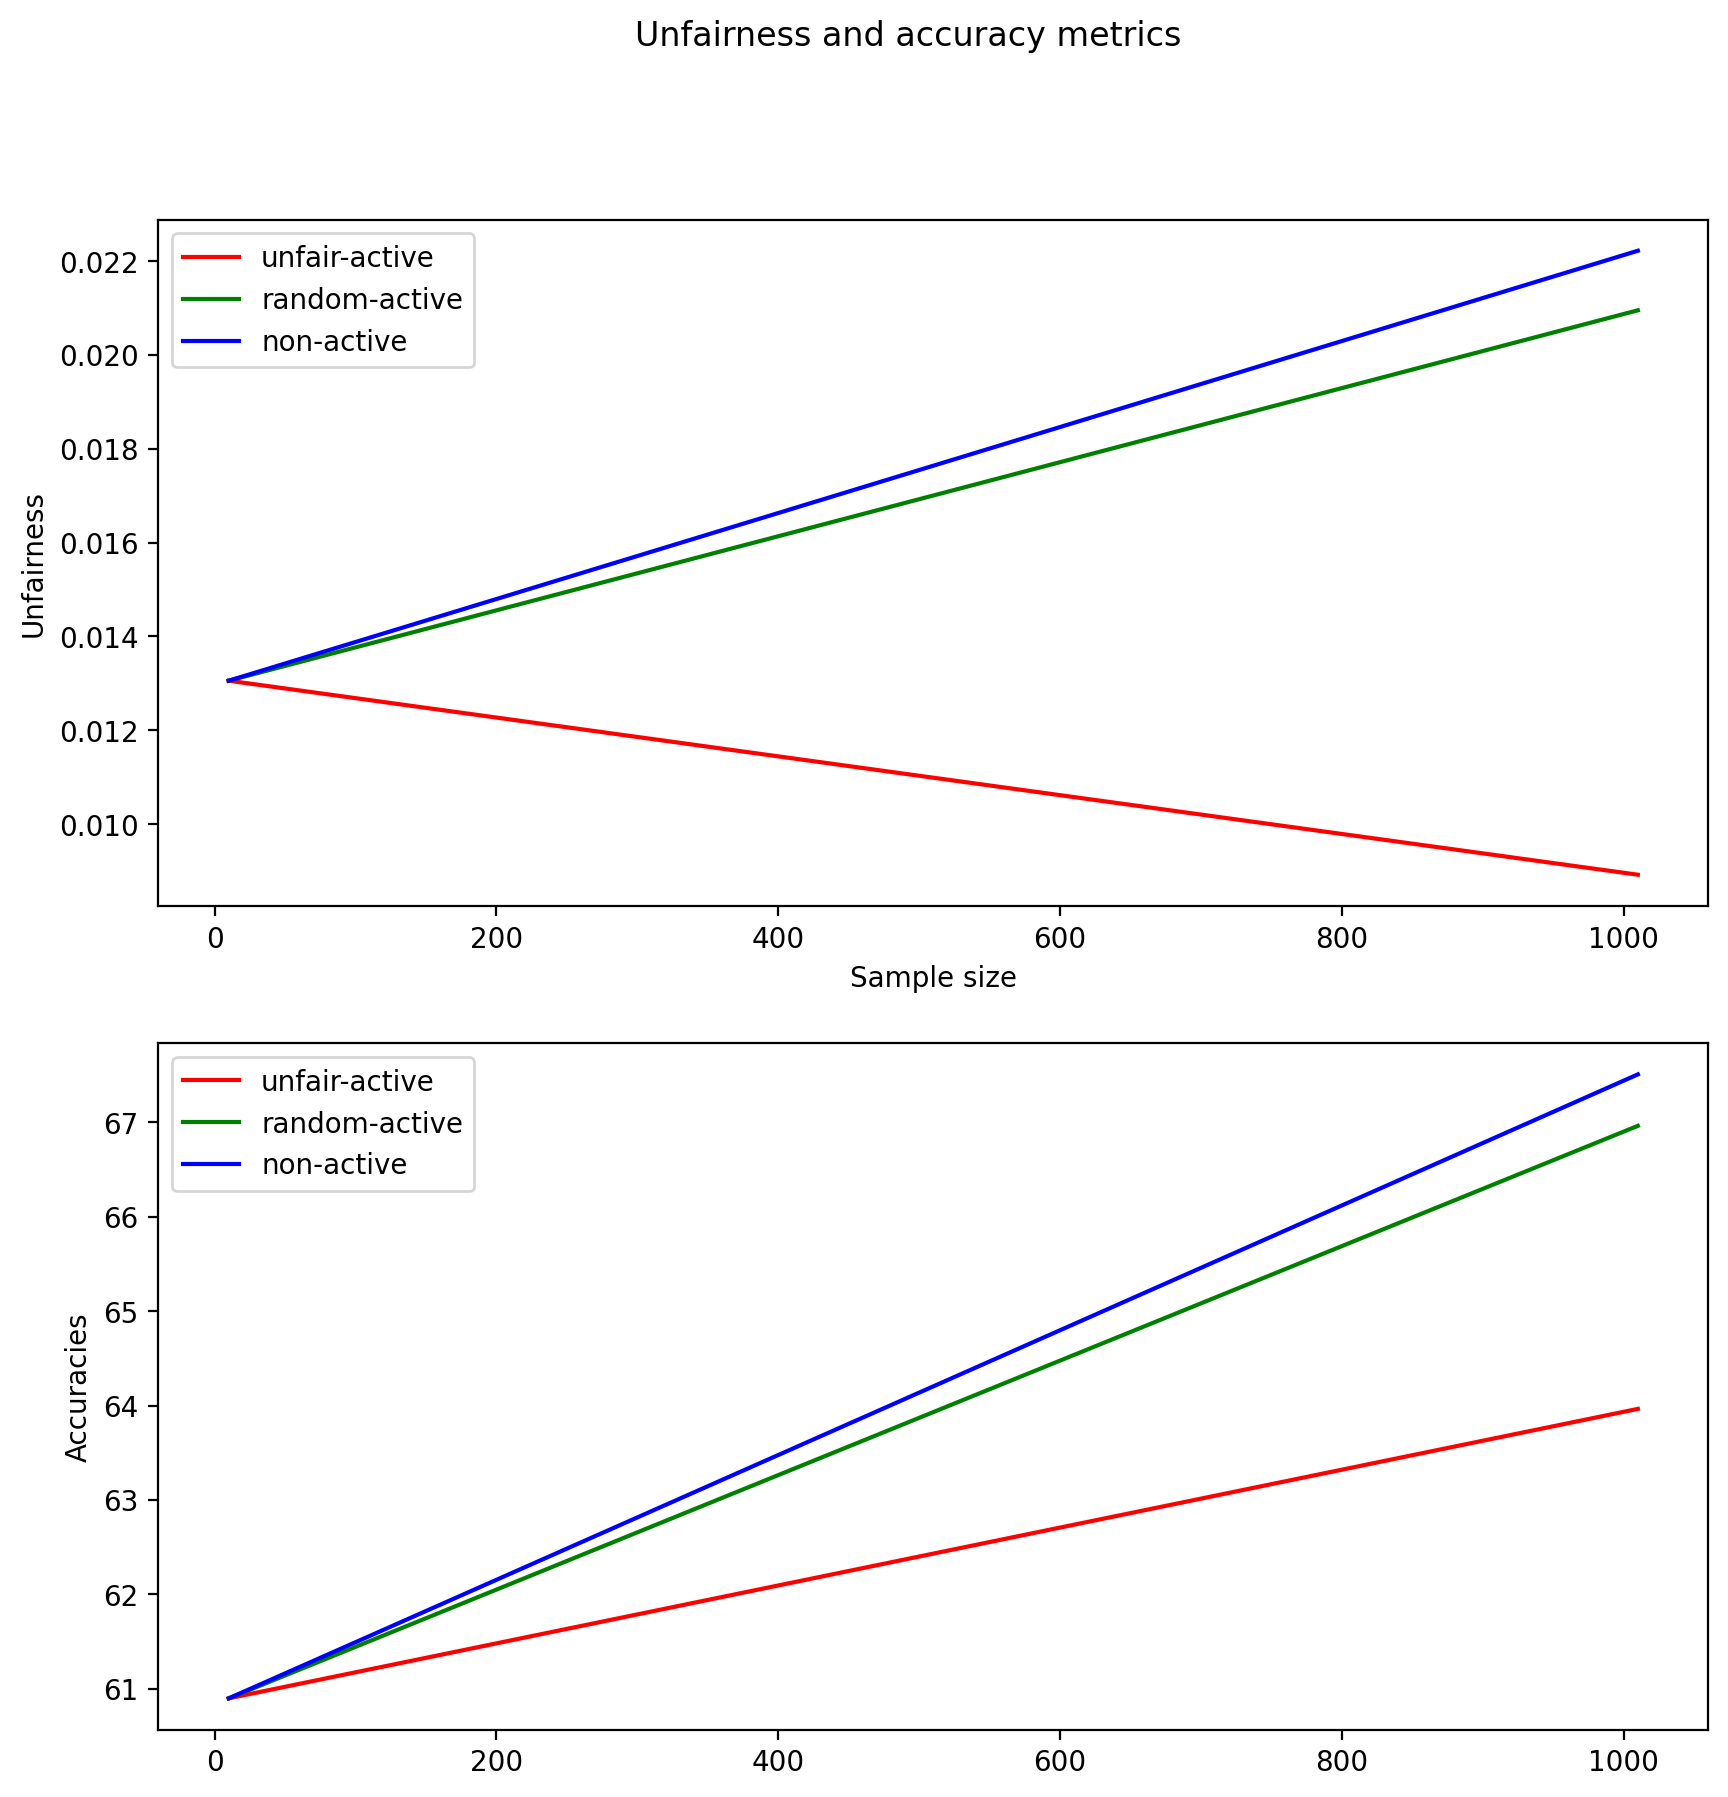 Unfairness and accuracy metrics
unfair-active
random-active
non-active
0.022
0.020
0.018
0.016
0.014
0.012
0.010
Unfairness
0 200 400 600 800 1000
Sample size
unfair-active
random-active
non-active
67
66
65
64
63
62
61
Accuracies
0 200 400 600 800 1000